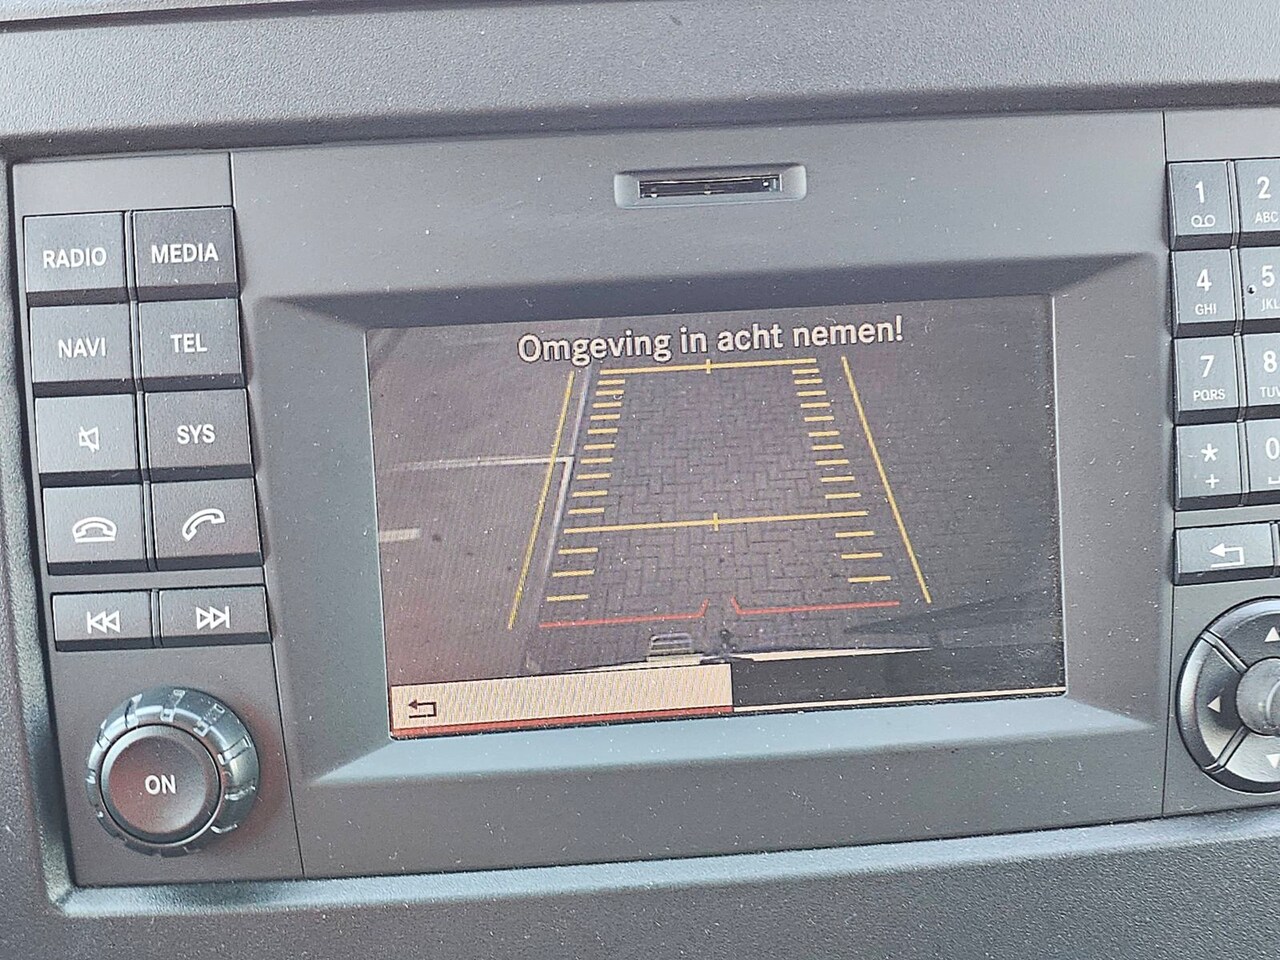 RADIO MEDIA
NAVI TEL
SYS
ON
Omgeving in acht nemen!
1 2 ABC
4 GHI 5 JKL
7 PQRS 8 TUV
* + 0